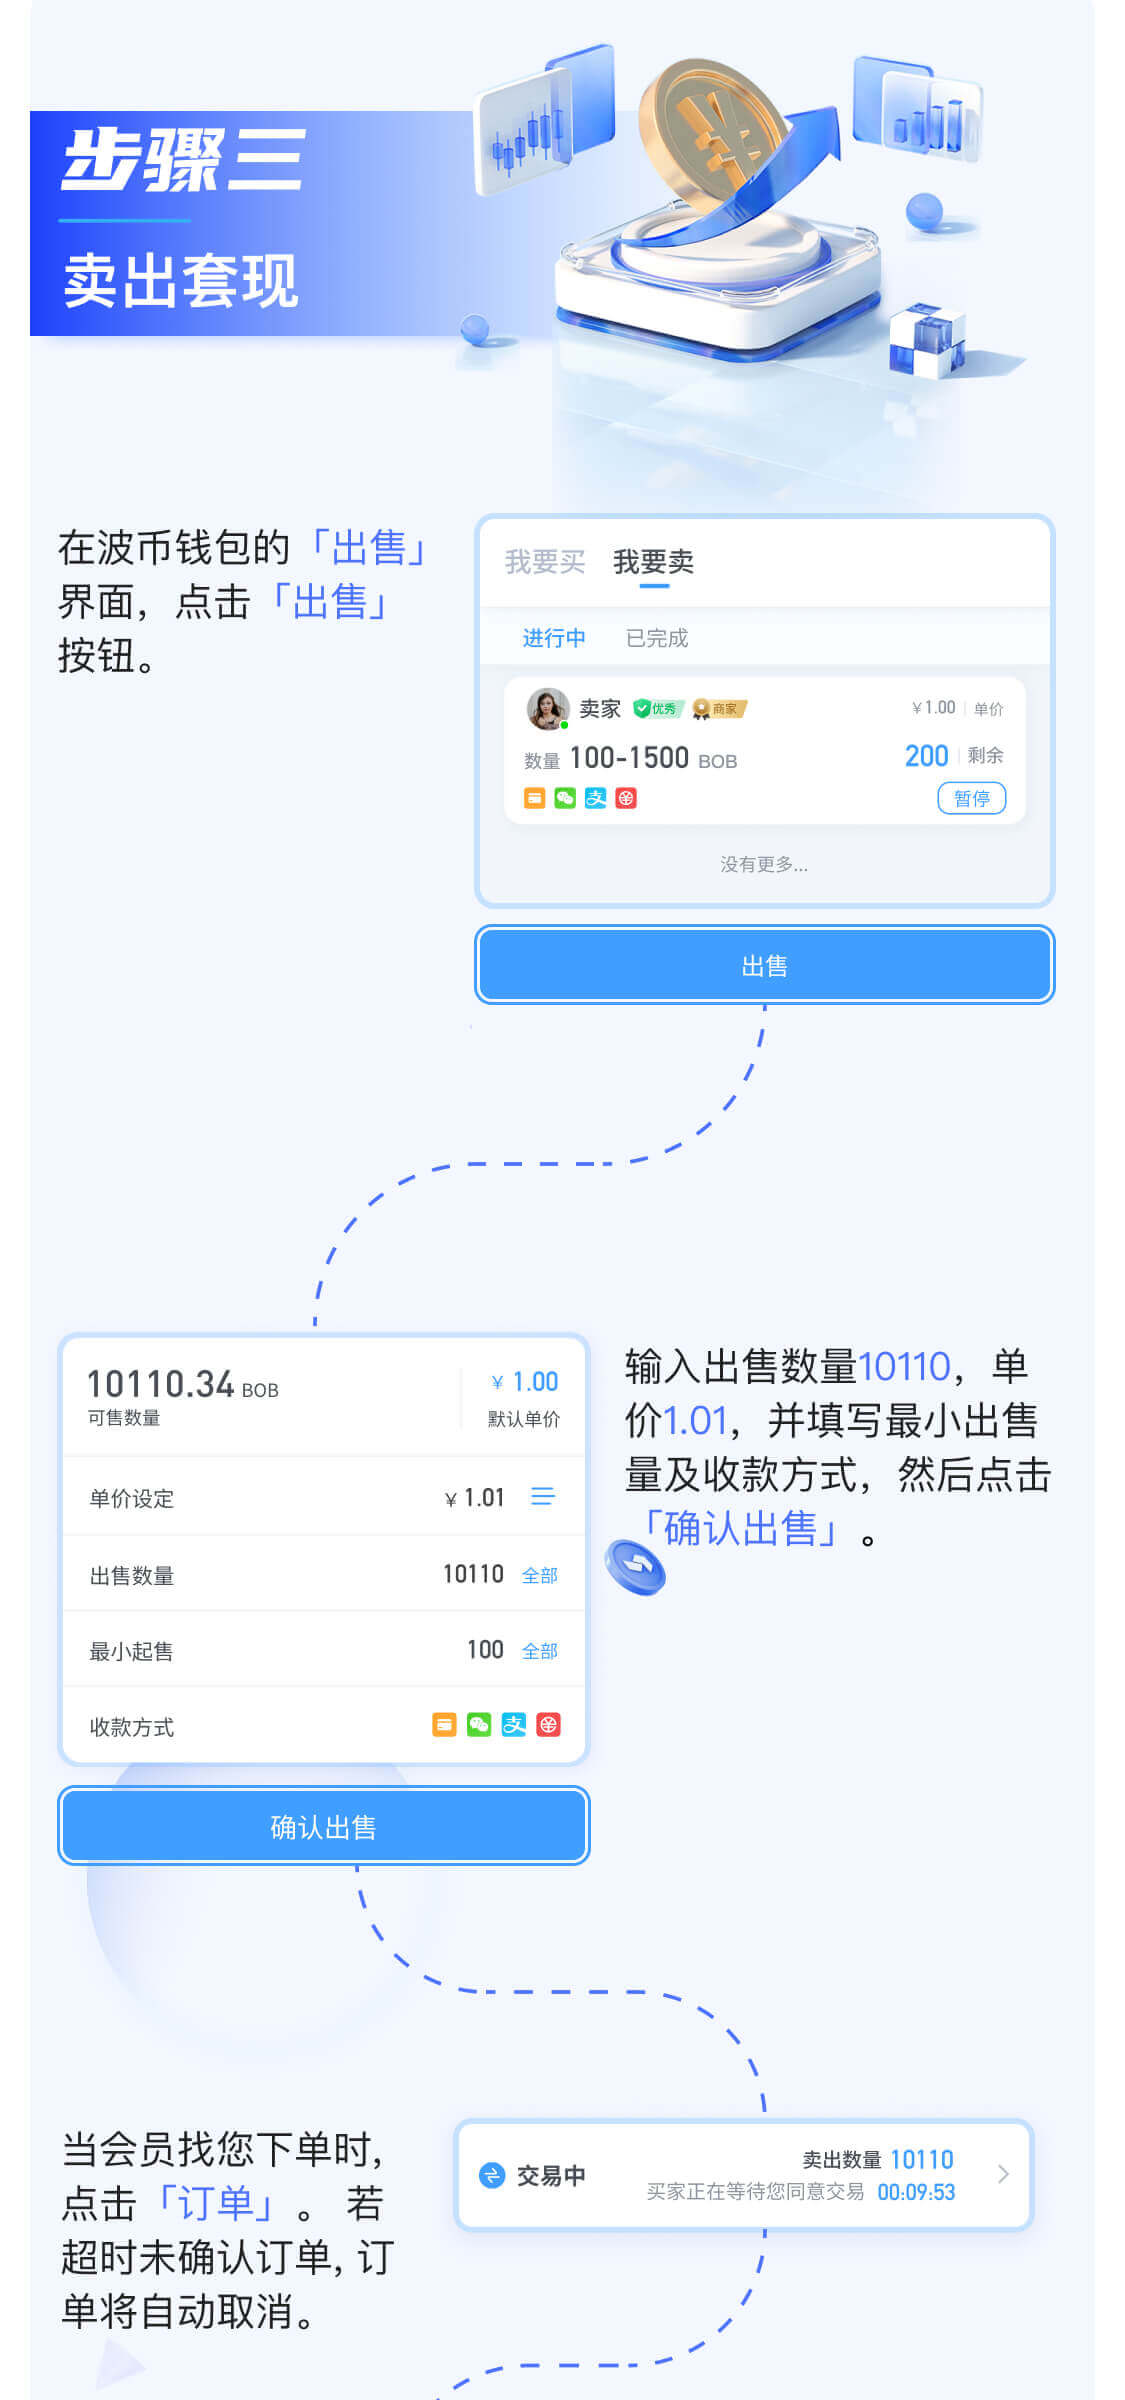 步骤三
卖出套现
在波币钱包的「出售」
界面，点击「出售」
按钮。
我要买 我要卖
进行中 已完成
卖家 优秀 商家 ￥1.00 单价
数量 100-1500 BOB 200 剩余
支
暂停
没有更多...
出售
10110.34 BOB ￥ 1.00
可售数量 默认单价
单价设定 ￥ 1.01
出售数量 10110 全部
最小起售 100 全部
收款方式 支
确认出售
输入出售数量10110，单
价1.01，并填写最小出售
量及收款方式，然后点击
「确认出售」。
当会员找您下单时,
点击「订单」。 若
超时未确认订单, 订
单将自动取消。
交易中 卖出数量 10110
买家正在等待您同意交易 00:09:53